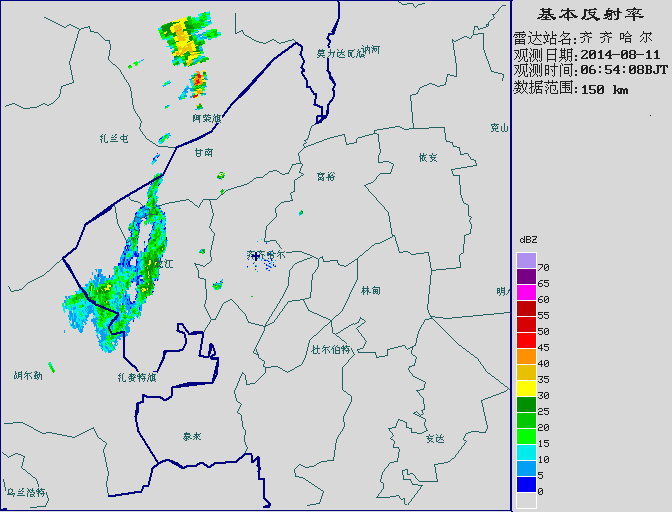 基本反射率
雷达站名:齐齐哈尔
观测日期:2014-08-11
观测时间:06:54:08BJT
数据范围:150 km
讷河
莫力达瓦旗
阿荣旗
克山
扎兰屯
甘南
依安
富裕
齐齐哈尔
龙江
林甸
明水
杜尔伯特
胡尔勒
扎赉特旗
泰来
安达
乌兰浩特
dBZ
70
65
60
55
50
45
40
35
30
25
20
15
10
5
0